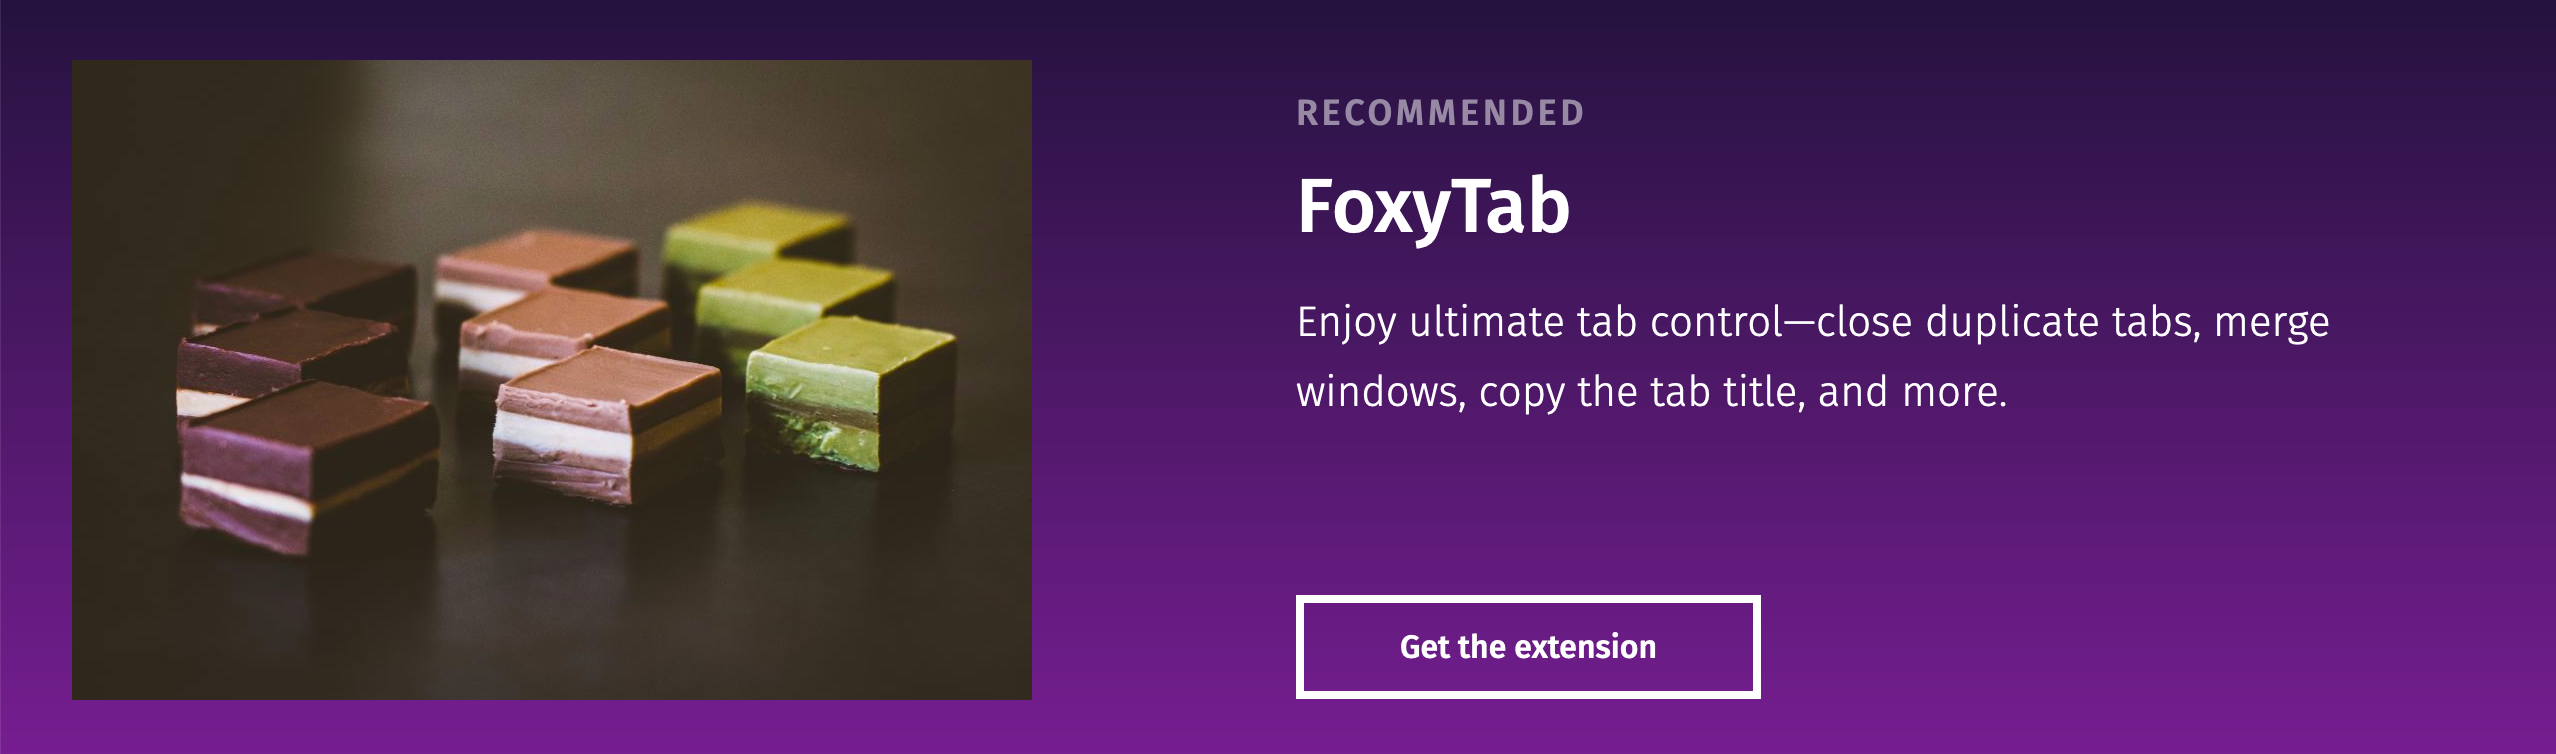 RECOMMENDED
FoxyTab
Enjoy ultimate tab control—close duplicate tabs, merge
windows, copy the tab title, and more.
Get the extension